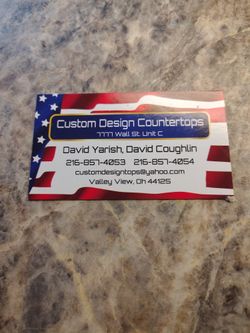 Custom Design Countertops
7777 Wall St. Unit C
David Yarish, David Coughlin
216-857-4053 216-857-4054
customdesigntops@yahoo.com
Valley View, Oh 44125